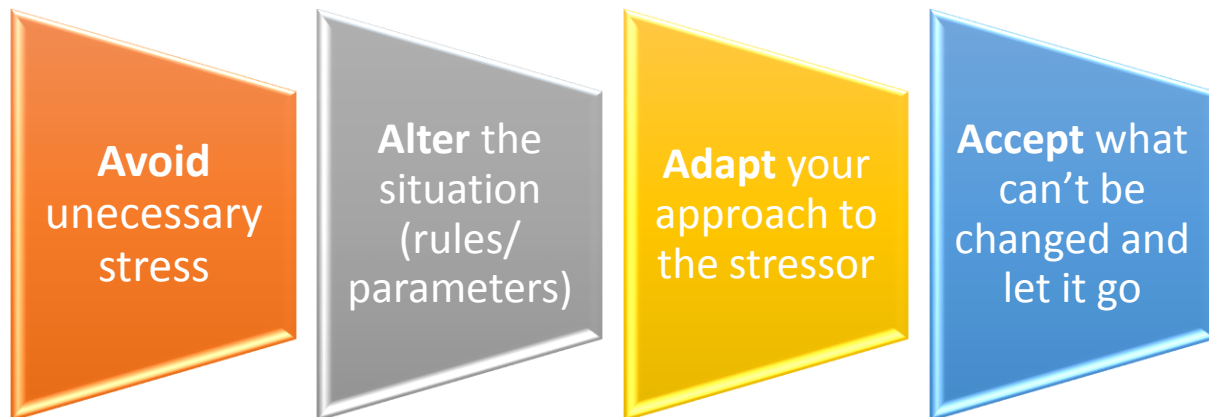 Avoid
unecessary
stress
Alter the
situation
(rules/
parameters)
Adapt your
approach to
the stressor
Accept what
can’t be
changed and
let it go